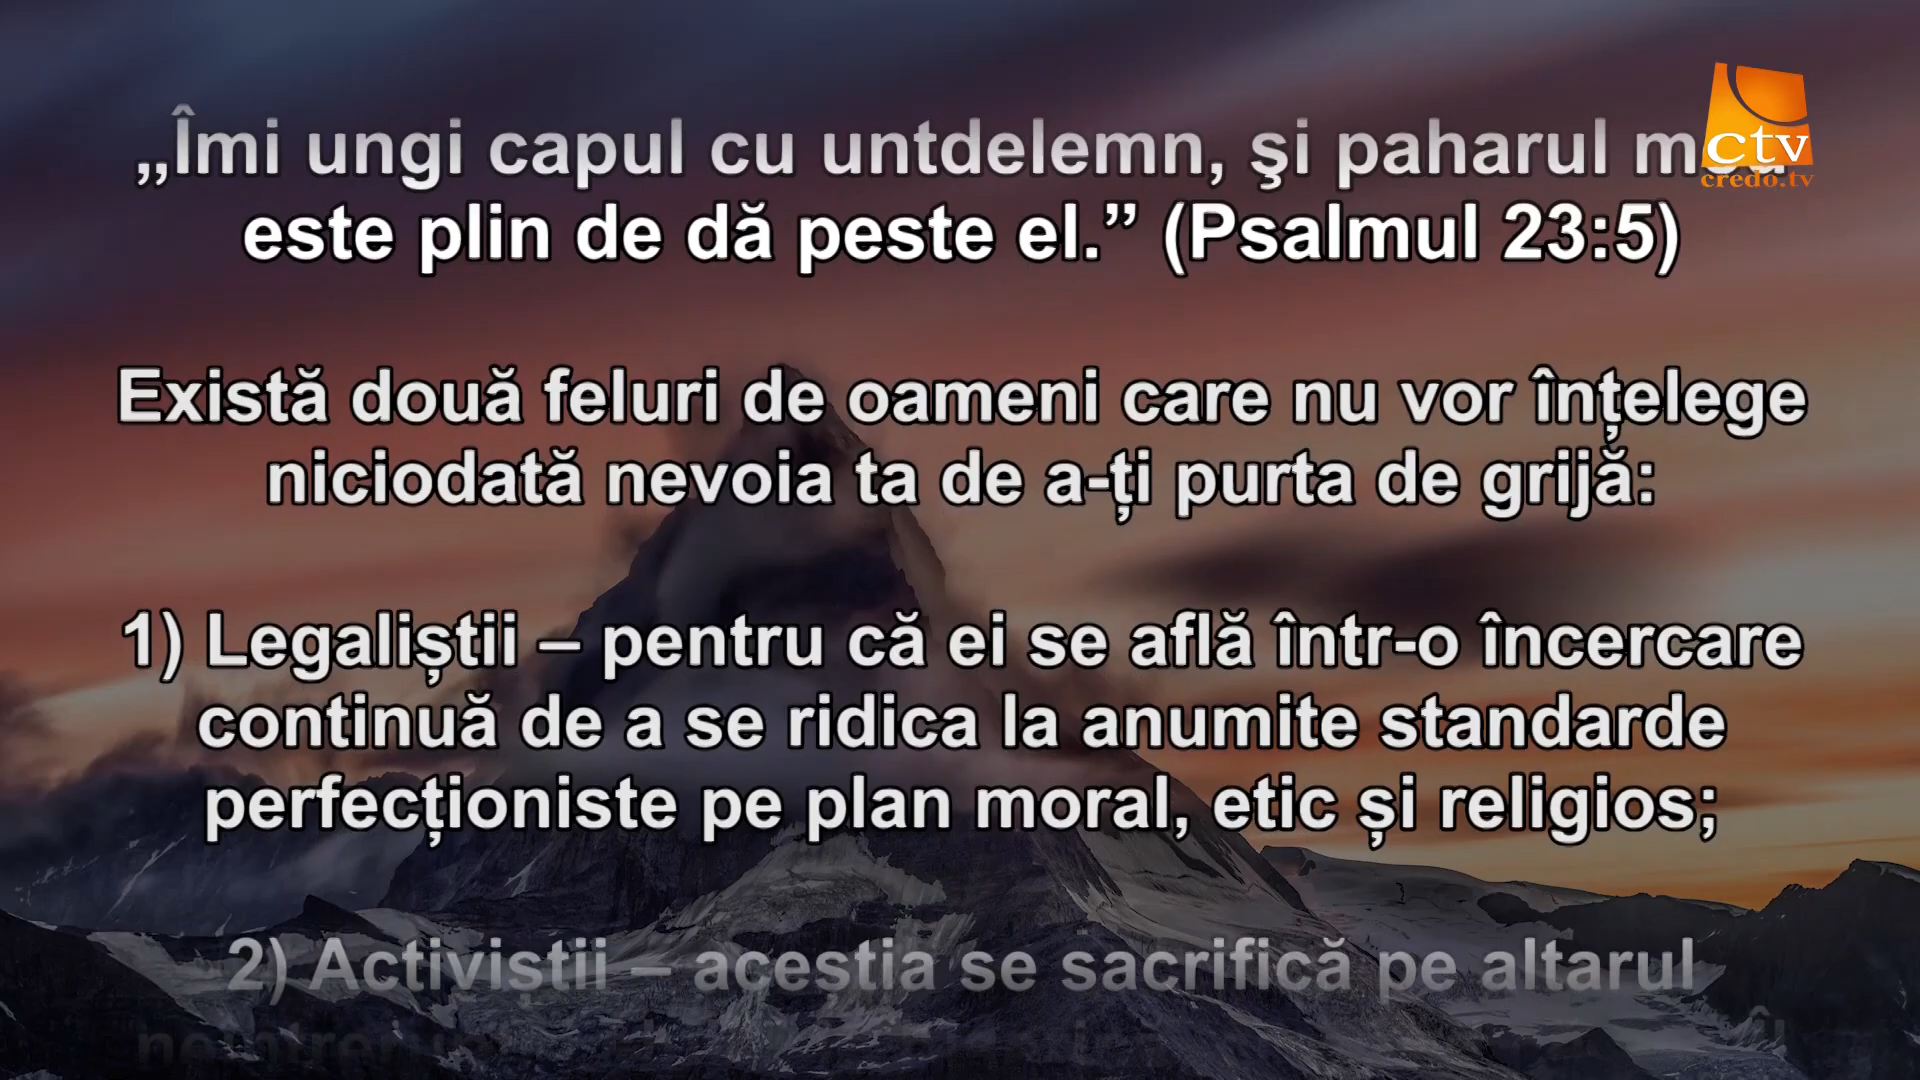 „Îmi ungi capul cu untdelemn, şi paharul meu
este plin de dă peste el.” (Psalmul 23:5)
Există două feluri de oameni care nu vor înțelege
niciodată nevoia ta de a-ți purta de grijă:
1) Legaliștii – pentru că ei se află într-o încercare
continuă de a se ridica la anumite standarde
perfecționiste pe plan moral, etic și religios;
2) Activiștii – aceștia se sacrifică pe altarul
ctv
credo.tv